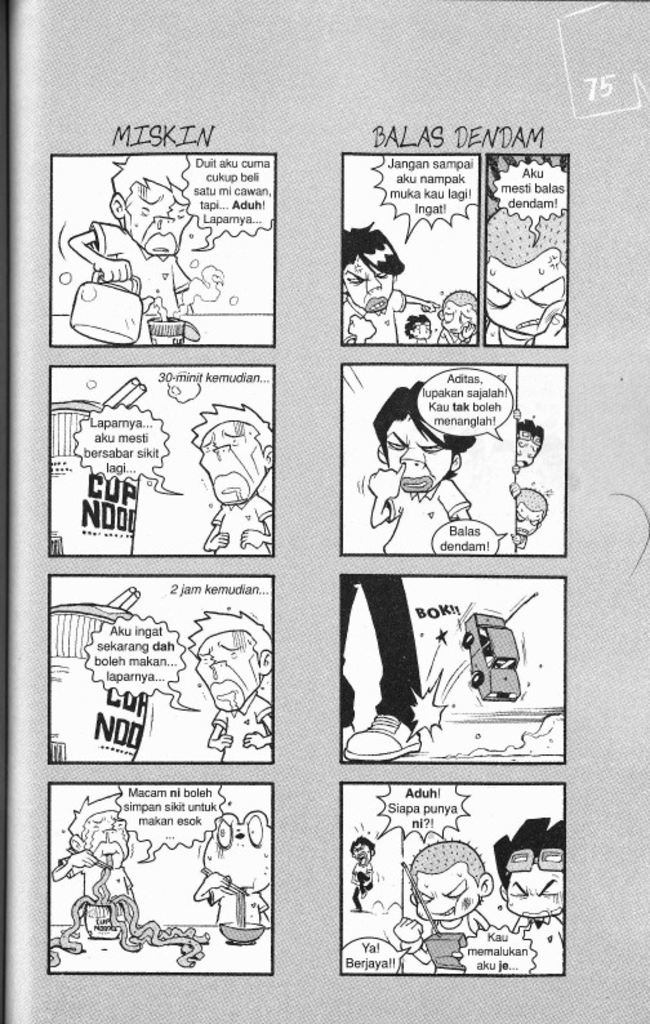 75
MISKIN
Duit aku cuma
cukup beli
satu mi cawan,
tapi... Aduh!
Laparnya...
30-minit kemudian...
Laparnya...
aku mesti
bersabar sikit
lagi...
CUP
NOOD
2 jam kemudian...
Aku ingat
sekarang dah
boleh makan...
laparnya...
CUP
NOOD
Macam ni boleh
simpan sikit untuk
makan esok
...
CUP
NOODLE
BALAS DENDAM
Jangan sampai
aku nampak
muka kau lagi!
Ingat!
Aku
mesti balas
dendam!
Aditas,
lupakan sajalah!
Kau tak boleh
menanglah!
Balas
dendam!
BOK!!
Aduh!
Siapa punya
ni?!
Ya!
Berjaya!!
Kau
memalukan
aku je...